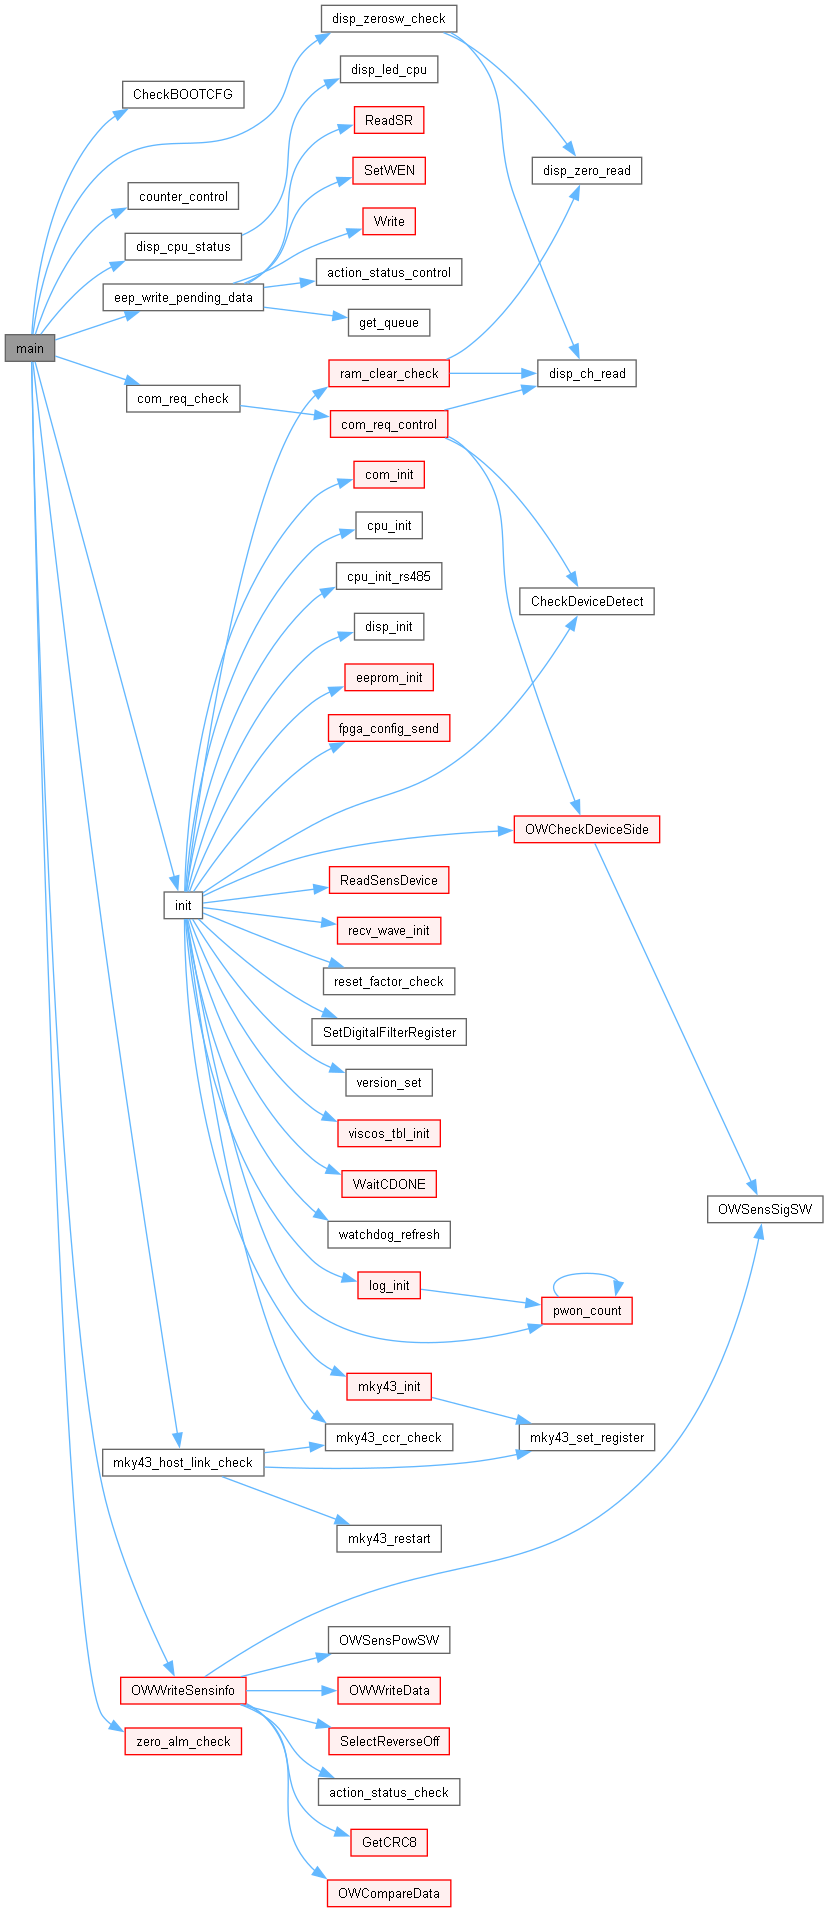 disp_zerosw_check
disp_led_cpu
CheckBOOTCFG
ReadSR
SetWEN
disp_zero_read
counter_control
Write
disp_cpu_status
action_status_control
eep_write_pending_data
get_queue
main
ram_clear_check
disp_ch_read
com_req_check
com_req_control
com_init
cpu_init
cpu_init_rs485
CheckDeviceDetect
disp_init
eeprom_init
fpga_config_send
OWCheckDeviceSide
ReadSensDevice
init
recv_wave_init
reset_factor_check
SetDigitalFilterRegister
version_set
viscos_tbl_init
WaitCDONE
OWSensSigSW
watchdog_refresh
log_init
pwon_count
mky43_init
mky43_ccr_check
mky43_set_register
mky43_host_link_check
mky43_restart
OWSensPowSW
OWWriteSensinfo
OWWriteData
zero_alm_check
SelectReverseOff
action_status_check
GetCRC8
OWCompareData